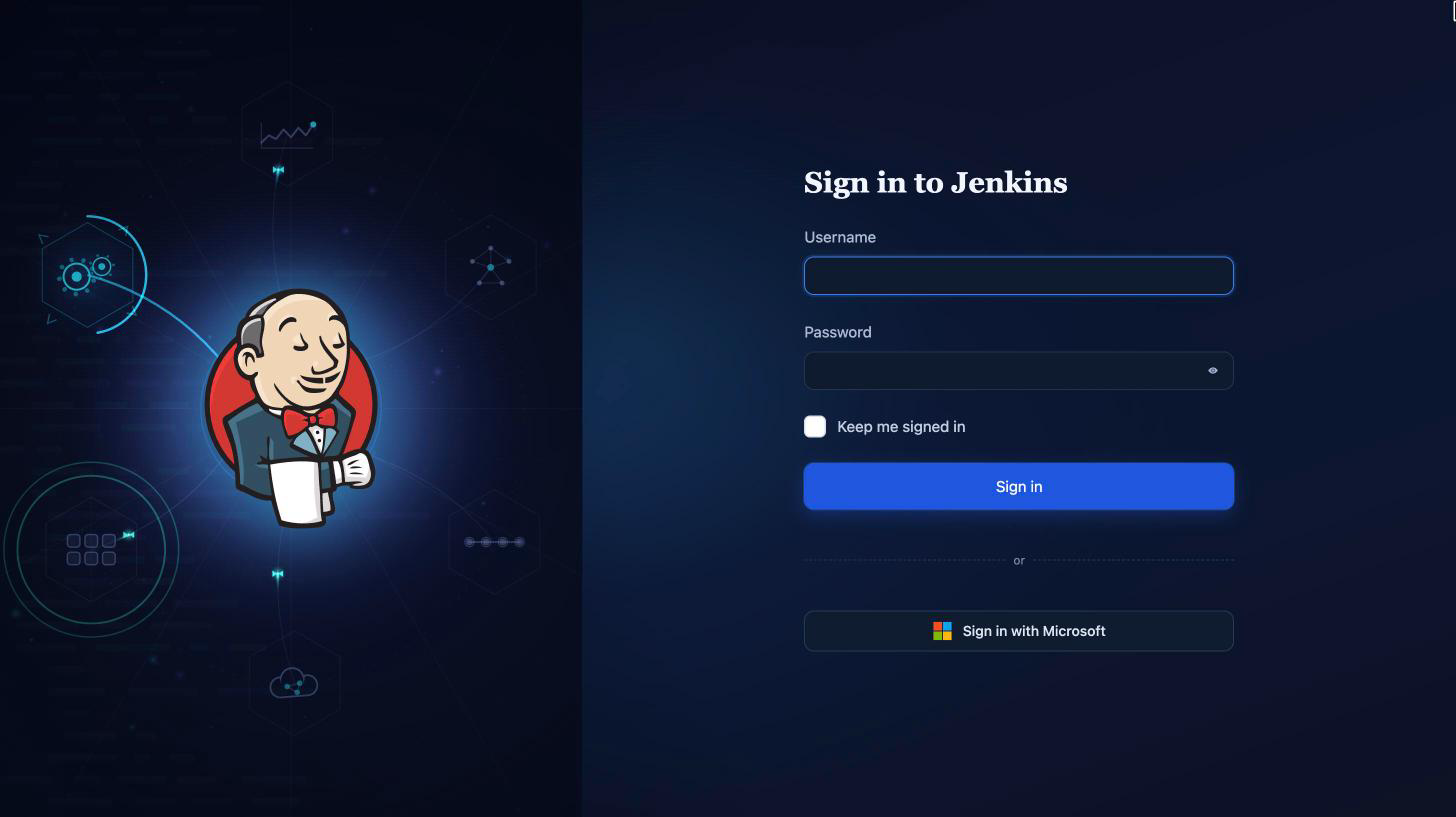 Sign in to Jenkins
Username
Password
Keep me signed in
Sign in
or
Sign in with Microsoft